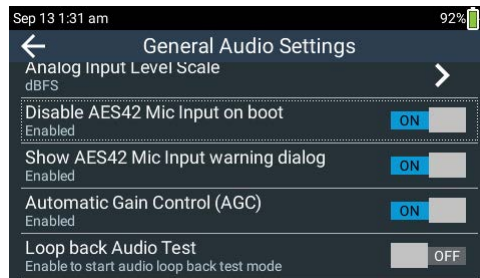 Sep 13 1:31 am 92%
General Audio Settings
Analog Input Level Scale
dBFS
Disable AES42 Mic Input on boot
Enabled
ON
Show AES42 Mic Input warning dialog
Enabled
ON
Automatic Gain Control (AGC)
Enabled
ON
Loop back Audio Test
Enable to start audio loop back test mode
OFF